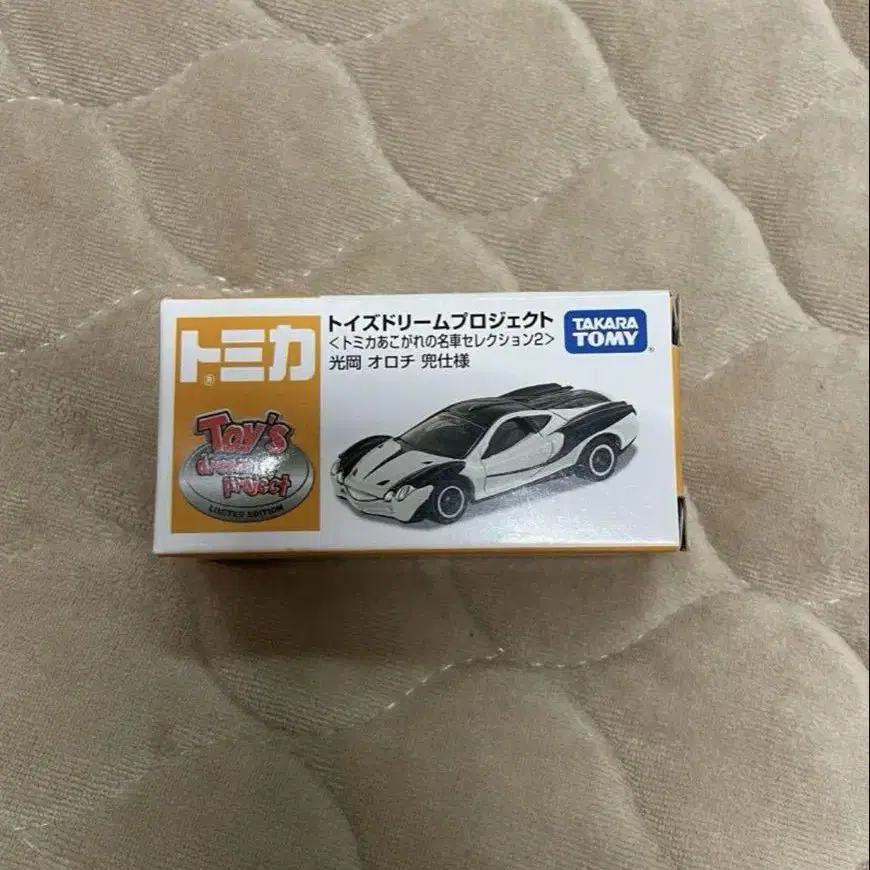 トミカ
®
Toy's
dream
project
LIMITED EDITION
トイズドリームプロジェクト
<トミカあこがれの名車セレクション2>
光岡 オロチ 兜仕様
TAKARA
TOMY
®